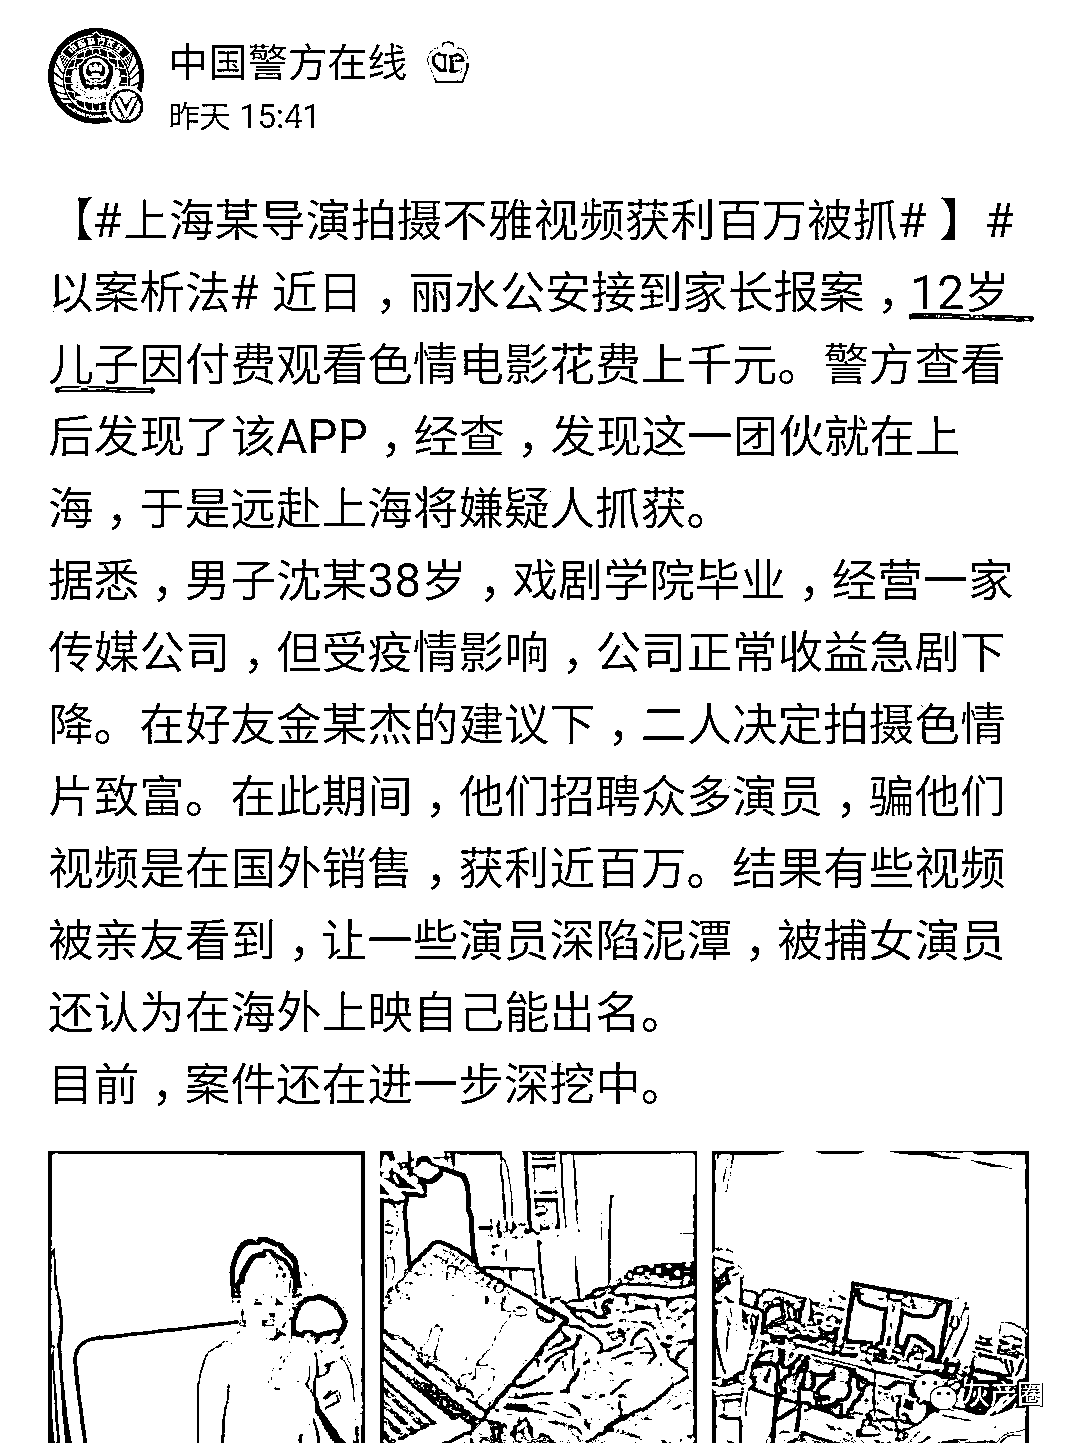 中国警方在线
昨天 15:41
【#上海某导演拍摄不雅视频获利百万被抓# 】 #
以案析法# 近日，丽水公安接到家长报案，12岁
儿子因付费观看色情电影花费上千元。警方查看
后发现了该APP，经查，发现这一团伙就在上
海，于是远赴上海将嫌疑人抓获。
据悉，男子沈某38岁，戏剧学院毕业，经营一家
传媒公司，但受疫情影响，公司正常收益急剧下
降。在好友金某杰的建议下，二人决定拍摄色情
片致富。在此期间，他们招聘众多演员，骗他们
视频是在国外销售，获利近百万。结果有些视频
被亲友看到，让一些演员深陷泥潭，被捕女演员
还认为在海外上映自己能出名。
目前，案件还在进一步深挖中。
灰产圈